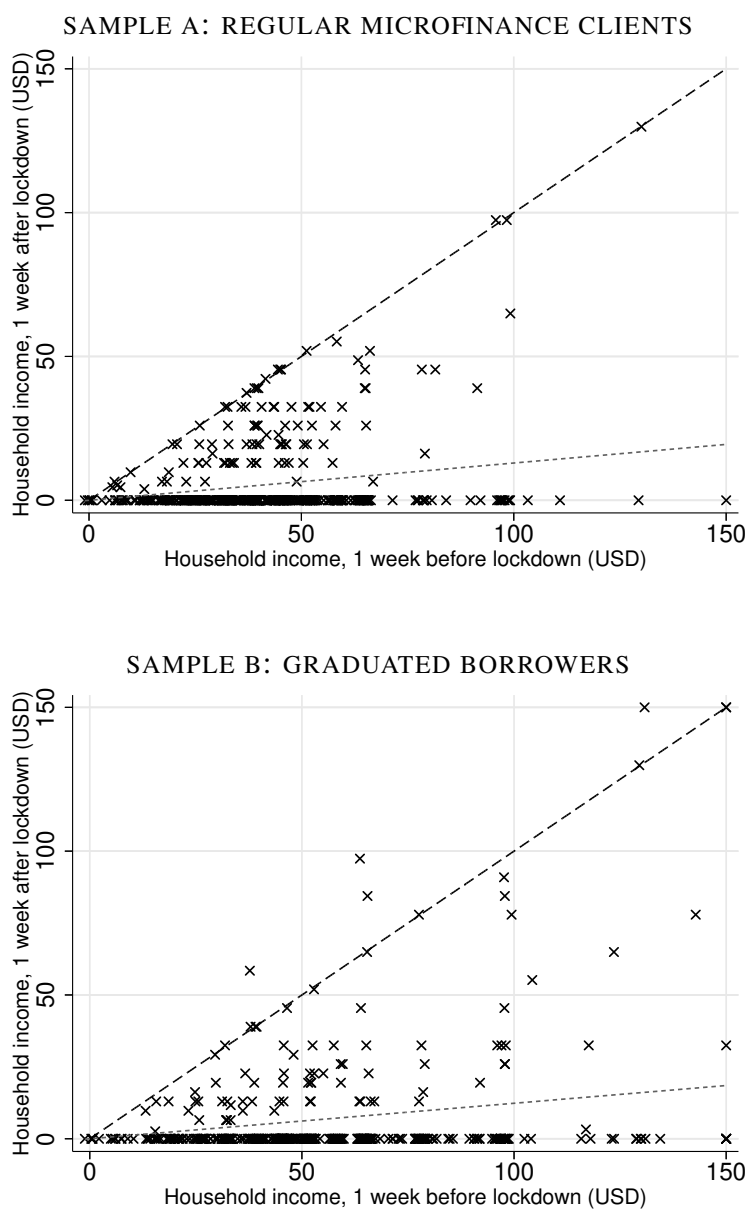 SAMPLE A: REGULAR MICROFINANCE CLIENTS
Household income, 1 week after lockdown (USD)
150
100
50
0
0 50 100 150
Household income, 1 week before lockdown (USD)
SAMPLE B: GRADUATED BORROWERS
Household income, 1 week after lockdown (USD)
150
100
50
0
0 50 100 150
Household income, 1 week before lockdown (USD)